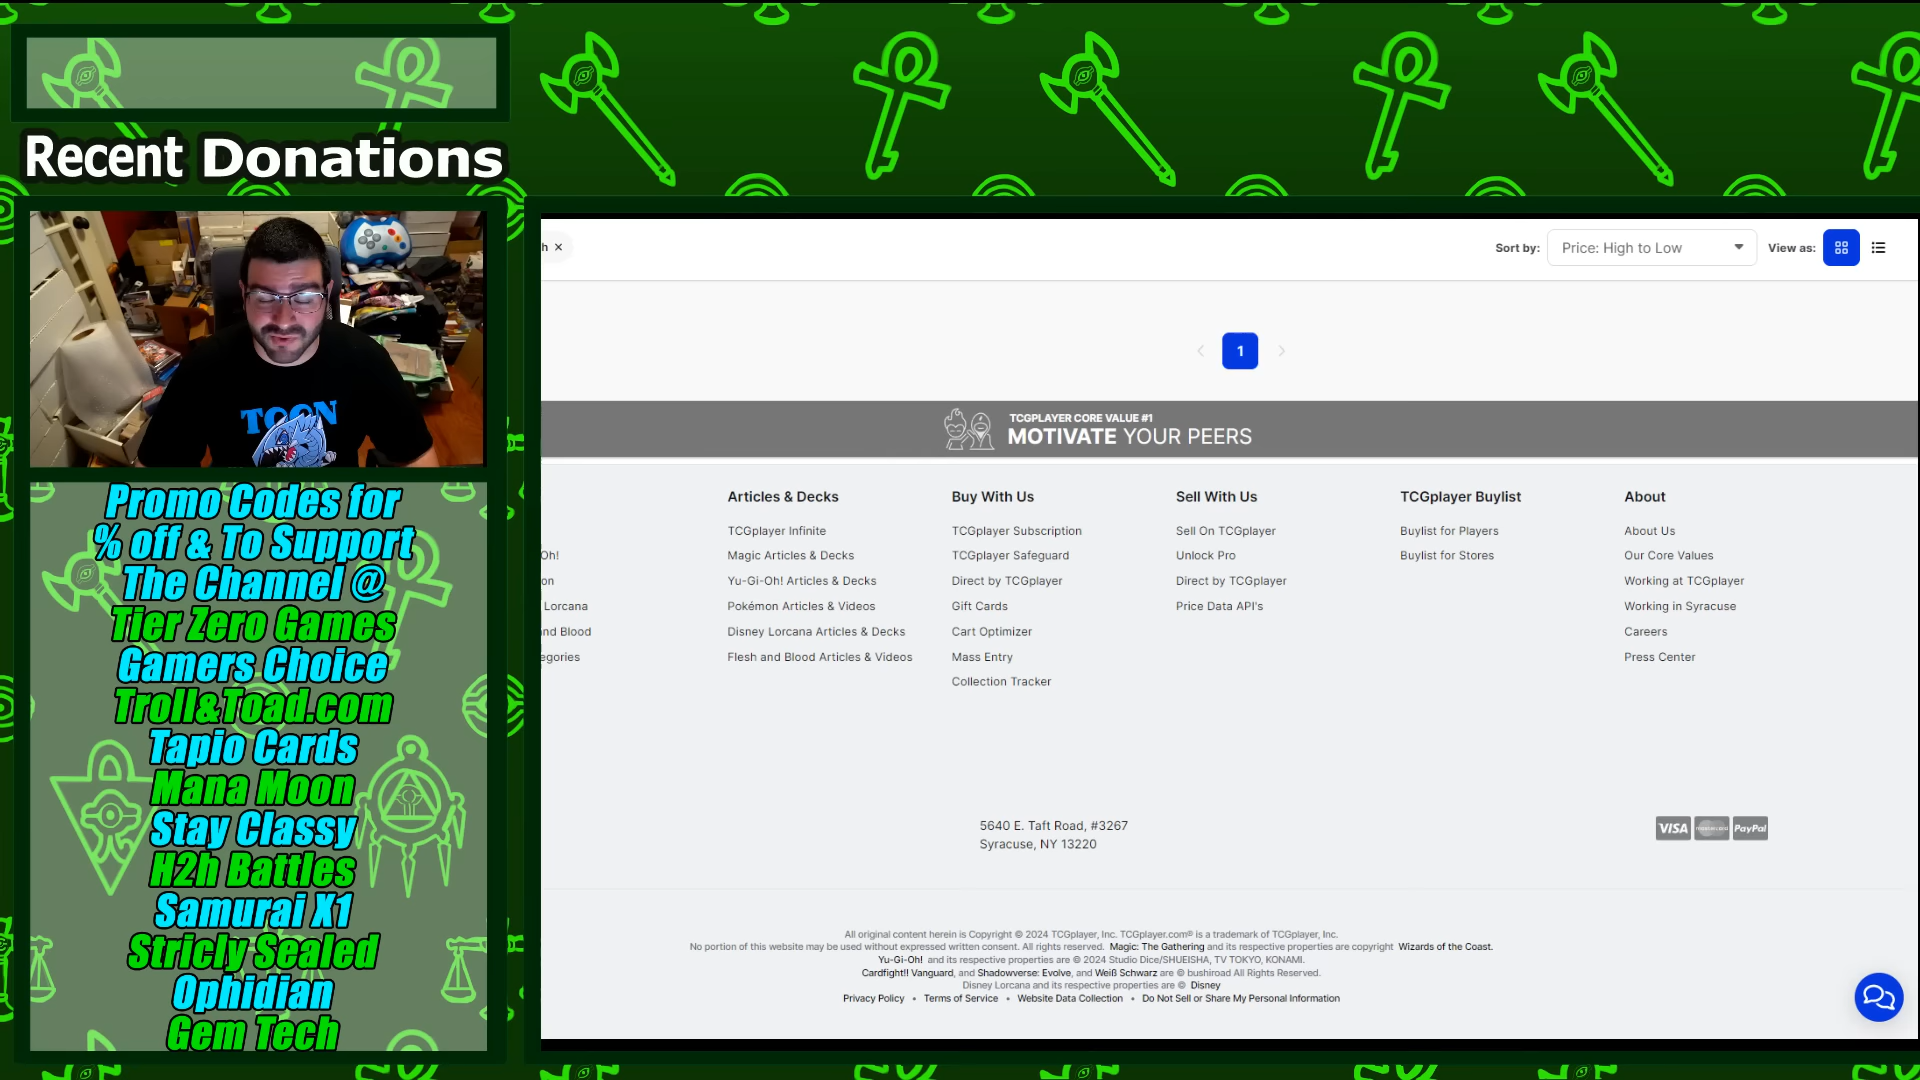 Recent Donations
TOON
Promo Codes for
% off & To Support
The Channel @
Tier Zero Games
Gamers Choice
Troll&Toad.com
Tapio Cards
Mana Moon
Stay Classy
H2h Battles
Samurai X1
Stricly Sealed
Ophidian
Gem Tech
h ×
Sort by:
Price: High to Low
View as:
1
TCGPLAYER CORE VALUE #1
MOTIVATE YOUR PEERS
Oh!
on
Lorcana
nd Blood
egories
Articles & Decks
TCGplayer Infinite
Magic Articles & Decks
Yu-Gi-Oh! Articles & Decks
Pokémon Articles & Videos
Disney Lorcana Articles & Decks
Flesh and Blood Articles & Videos
Buy With Us
TCGplayer Subscription
TCGplayer Safeguard
Direct by TCGplayer
Gift Cards
Cart Optimizer
Mass Entry
Collection Tracker
Sell With Us
Sell On TCGplayer
Unlock Pro
Direct by TCGplayer
Price Data API's
TCGplayer Buylist
Buylist for Players
Buylist for Stores
About
About Us
Our Core Values
Working at TCGplayer
Working in Syracuse
Careers
Press Center
5640 E. Taft Road, #3267
Syracuse, NY 13220
VISA
mastercard
PayPal
All original content herein is Copyright © 2024 TCGplayer, Inc. TCGplayer.com® is a trademark of TCGplayer, Inc.
No portion of this website may be used without expressed written consent. All rights reserved. Magic: The Gathering and its respective properties are copyright Wizards of the Coast.
Yu-Gi-Oh! and its respective properties are © 2024 Studio Dice/SHUEISHA, TV TOKYO, KONAMI.
Cardfight!! Vanguard, and Shadowverse: Evolve, and Weiß Schwarz are © bushiroad All Rights Reserved.
Disney Lorcana and its respective properties are © Disney
Privacy Policy • Terms of Service • Website Data Collection • Do Not Sell or Share My Personal Information